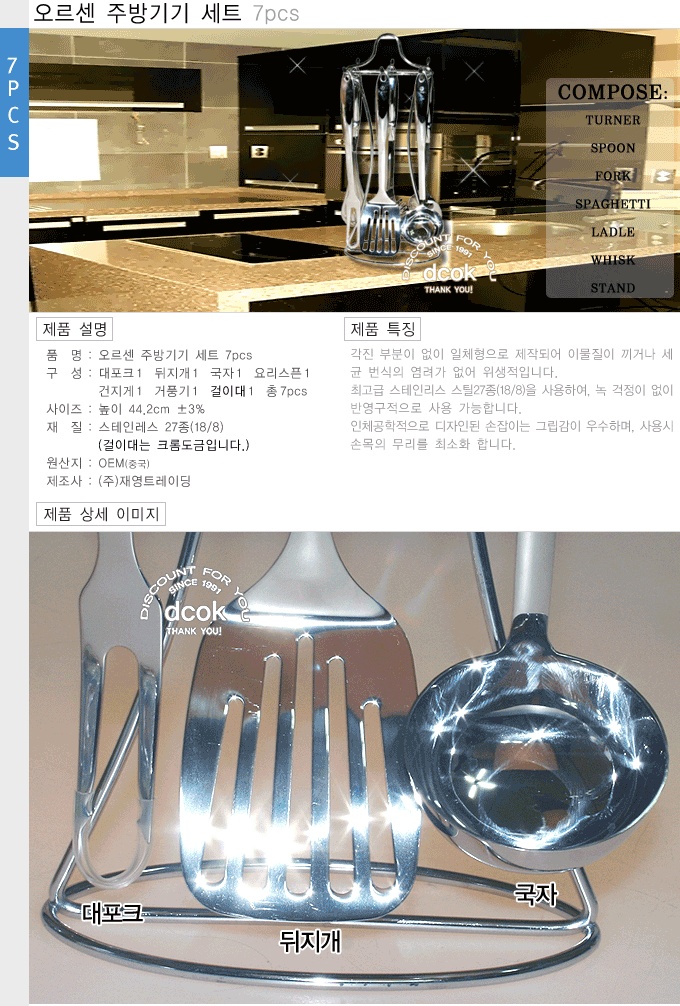 오르센 주방기기 세트 7pcs
7
P
C
S
COMPOSE:
TURNER
SPOON
FORK
SPAGHETTI
LADLE
WHISK
STAND
DISCOUNT FOR YOU
SINCE 1991
dcok
THANK YOU!
제품 설명
품 명 : 오르센 주방기기 세트 7pcs
구 성 : 대포크1 뒤지개1 국자1 요리스푼1
건지게1 거품기1 걸이대1 총7pcs
사이즈 : 높이 44.2cm ±3%
재 질 : 스테인레스 27종(18/8)
(걸이대는 크롬도금입니다.)
원산지 : OEM(중국)
제조사 : (주)재영트레이딩
제품 특징
각진 부분이 없이 일체형으로 제작되어 이물질이 끼거나 세
균 번식의 염려가 없어 위생적입니다.
최고급 스테인리스 스틸27종(18/8)을 사용하여, 녹 걱정이 없이
반영구적으로 사용 가능합니다.
인체공학적으로 디자인된 손잡이는 그립감이 우수하며, 사용시
손목의 무리를 최소화 합니다.
제품 상세 이미지
DISCOUNT FOR YOU
SINCE 1991
dcok
THANK YOU!
국자
대포크
뒤지개